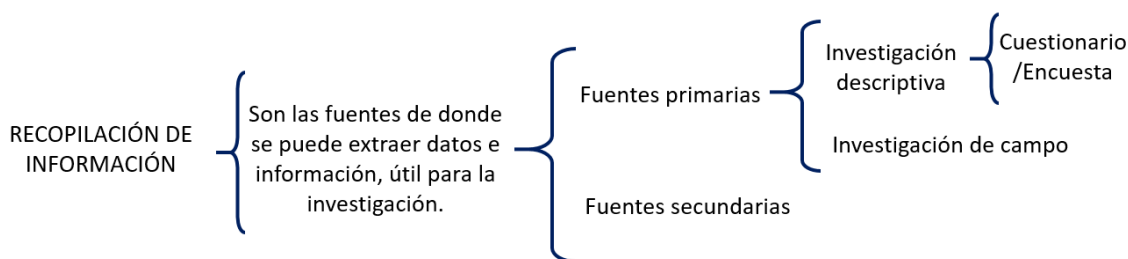 RECOPILACIÓN DE
INFORMACIÓN
Son las fuentes de donde
se puede extraer datos e
información, útil para la
investigación.
Fuentes primarias
Investigación
descriptiva
Cuestionario
/Encuesta
Investigación de campo
Fuentes secundarias